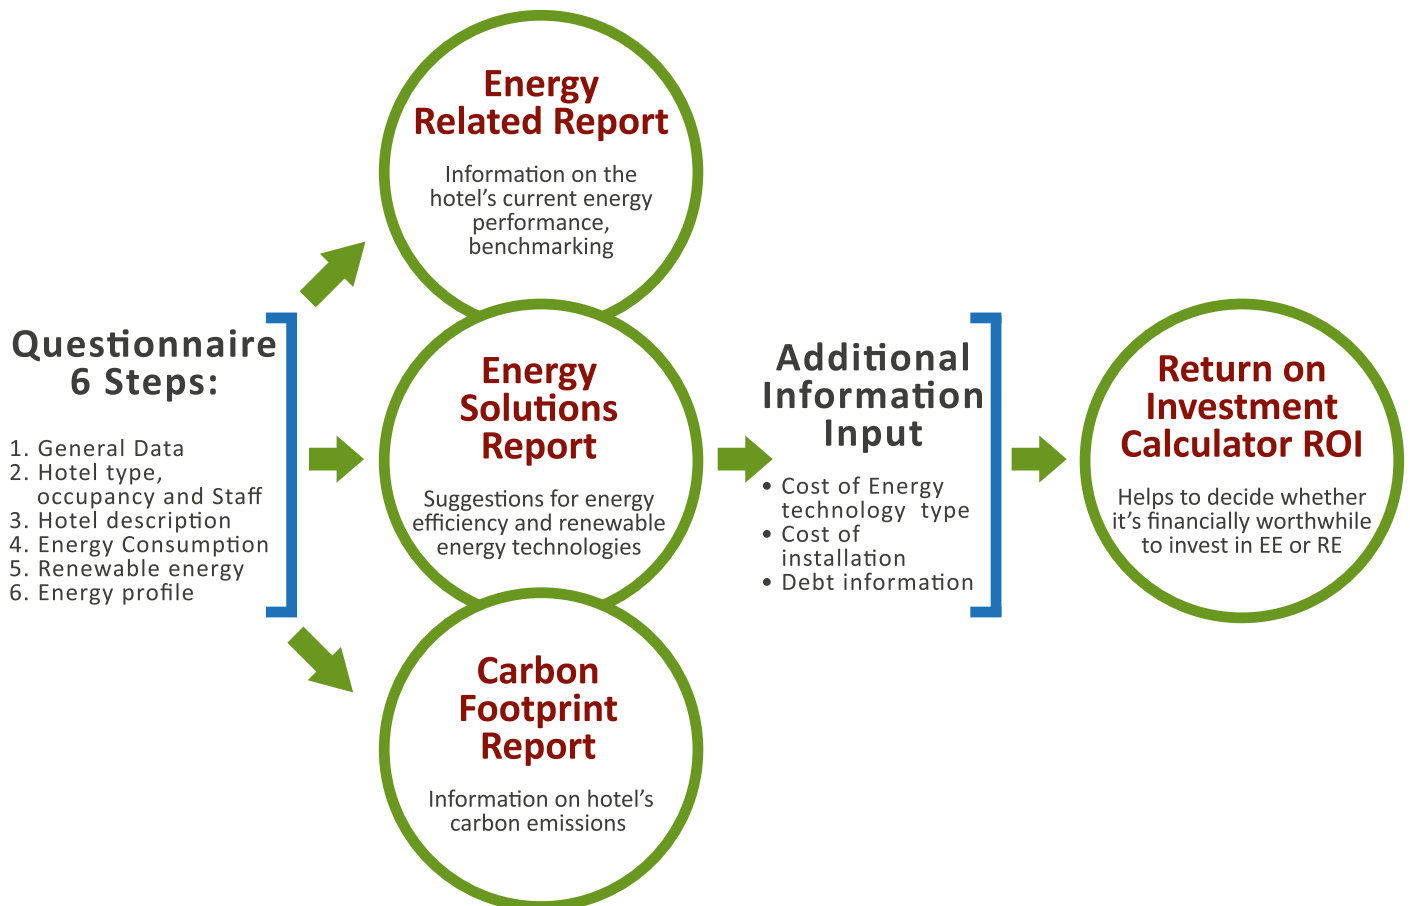 Questionnaire
6 Steps:
1. General Data
2. Hotel type,
occupancy and Staff
3. Hotel description
4. Energy Consumption
5. Renewable energy
6. Energy profile
Energy
Related Report
Information on the
hotel’s current energy
performance,
benchmarking
Energy
Solutions
Report
Suggestions for energy
efficiency and renewable
energy technologies
Carbon
Footprint
Report
Information on hotel’s
carbon emissions
Additional
Information
Input
• Cost of Energy
technology type
• Cost of
installation
• Debt information
Return on
Investment
Calculator ROI
Helps to decide whether
it’s financially worthwhile
to invest in EE or RE